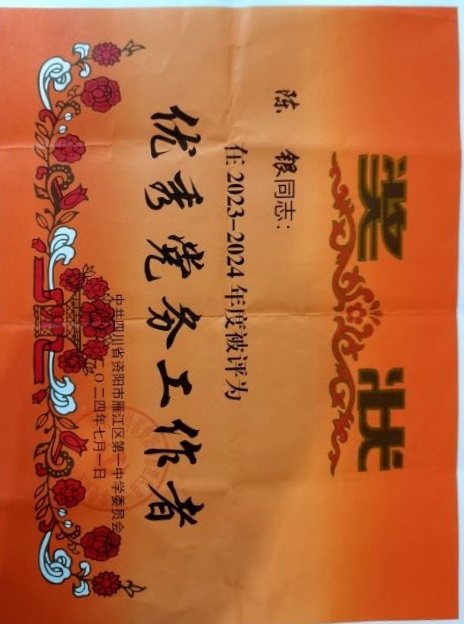 奖状
陈银同志：
在2023-2024年度被评为
优秀党务工作者
中共四川省资阳市雁江区第一中学委员会
二〇二四年七月一日